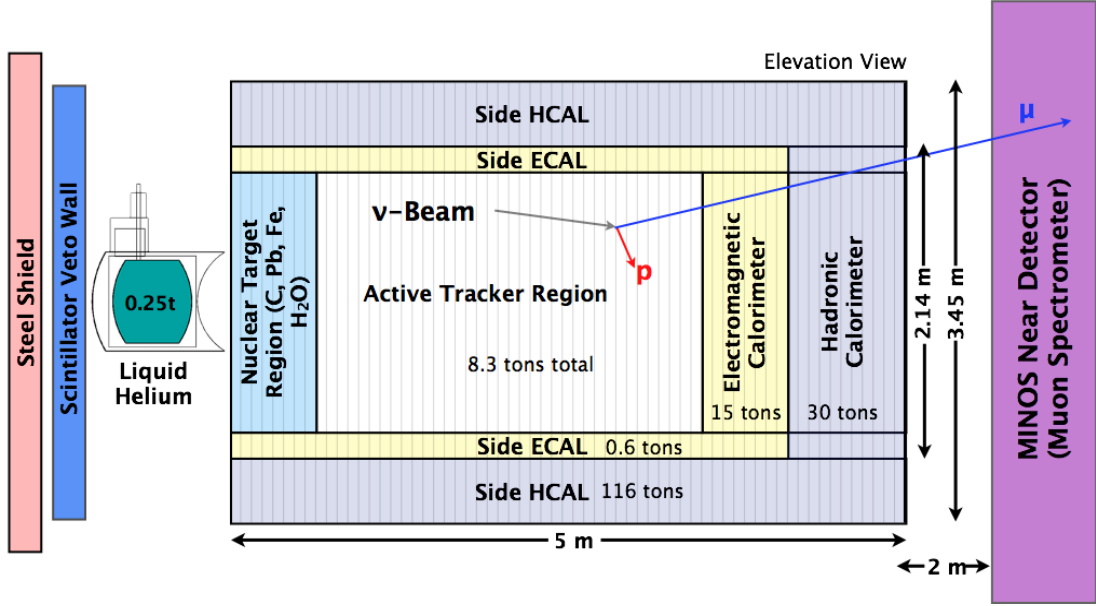 Elevation View
Steel Shield
Scintillator Veto Wall
0.25t
Liquid
Helium
Side HCAL
Side ECAL
Nuclear Target
Region (C, Pb, Fe,
H₂O)
ν-Beam
p
μ
Active Tracker Region
8.3 tons total
Electromagnetic
Calorimeter
15 tons
Hadronic
Calorimeter
30 tons
Side ECAL 0.6 tons
Side HCAL 116 tons
2.14 m
3.45 m
5 m
2 m
MINOS Near Detector
(Muon Spectrometer)